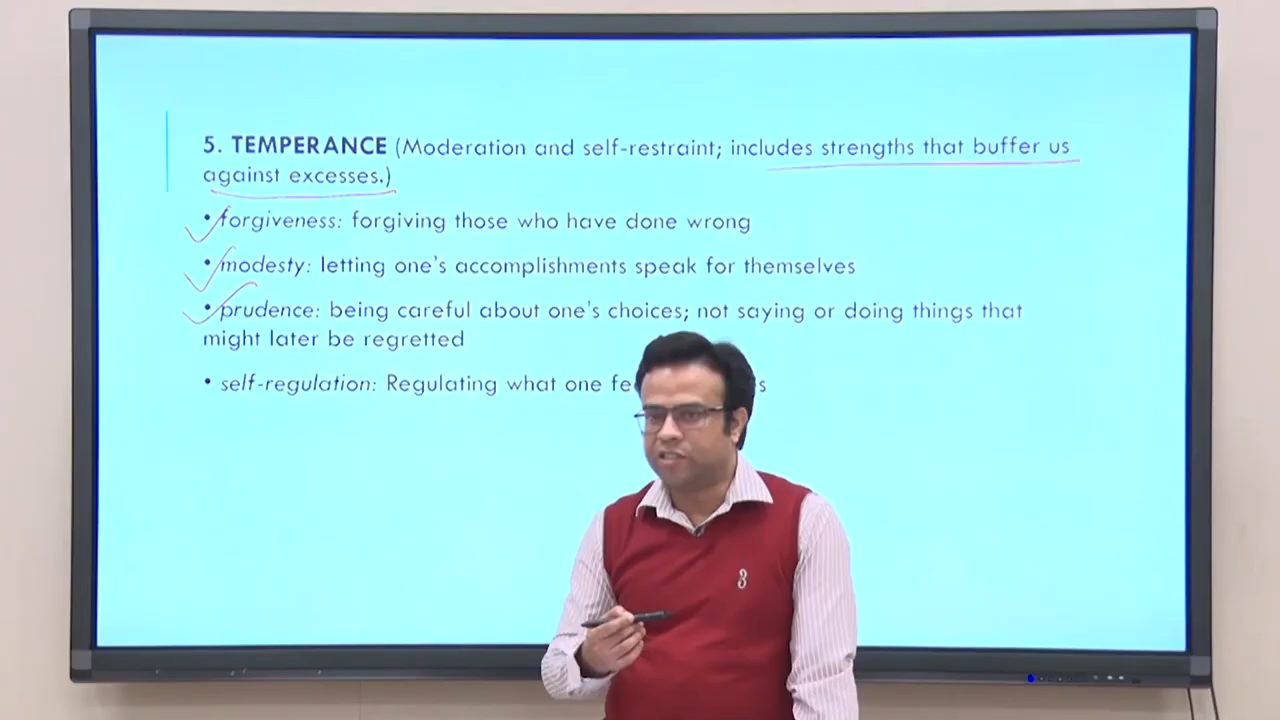 5. TEMPERANCE (Moderation and self-restraint; includes strengths that buffer us
against excesses.)
• forgiveness: forgiving those who have done wrong
• modesty: letting one's accomplishments speak for themselves
• prudence: being careful about one's choices; not saying or doing things that
might later be regretted
• self-regulation: Regulating what one